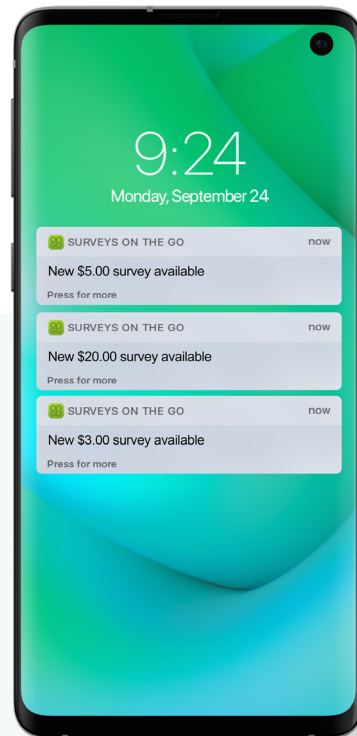 9:24
Monday, September 24
SURVEYS ON THE GO now
New $5.00 survey available
Press for more
SURVEYS ON THE GO now
New $20.00 survey available
Press for more
SURVEYS ON THE GO now
New $3.00 survey available
Press for more